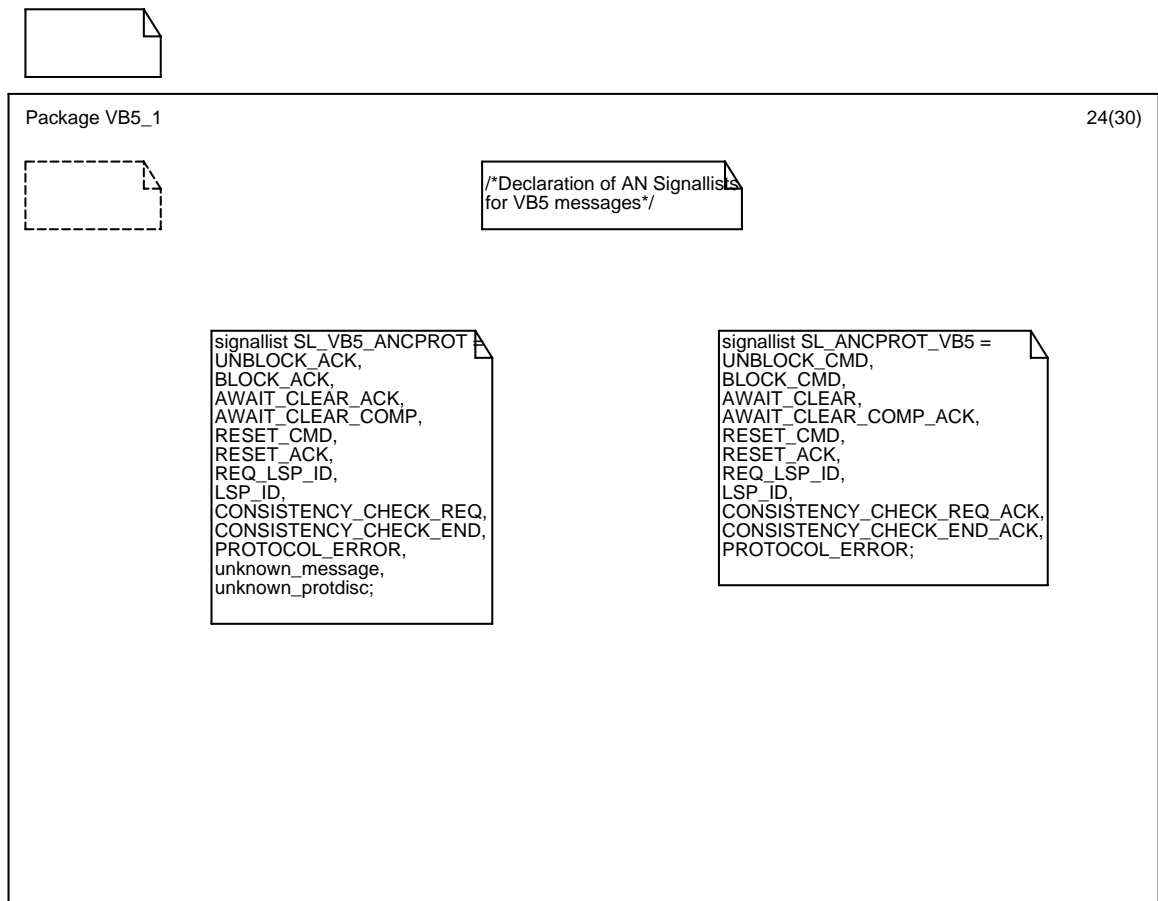 Package VB5_1
24(30)
/*Declaration of AN Signallists
for VB5 messages*/
signallist SL_VB5_ANCPROT =
UNBLOCK_ACK,
BLOCK_ACK,
AWAIT_CLEAR_ACK,
AWAIT_CLEAR_COMP,
RESET_CMD,
RESET_ACK,
REQ_LSP_ID,
LSP_ID,
CONSISTENCY_CHECK_REQ,
CONSISTENCY_CHECK_END,
PROTOCOL_ERROR,
unknown_message,
unknown_protdisc;
signallist SL_ANCPROT_VB5 =
UNBLOCK_CMD,
BLOCK_CMD,
AWAIT_CLEAR,
AWAIT_CLEAR_COMP_ACK,
RESET_CMD,
RESET_ACK,
REQ_LSP_ID,
LSP_ID,
CONSISTENCY_CHECK_REQ_ACK,
CONSISTENCY_CHECK_END_ACK,
PROTOCOL_ERROR;